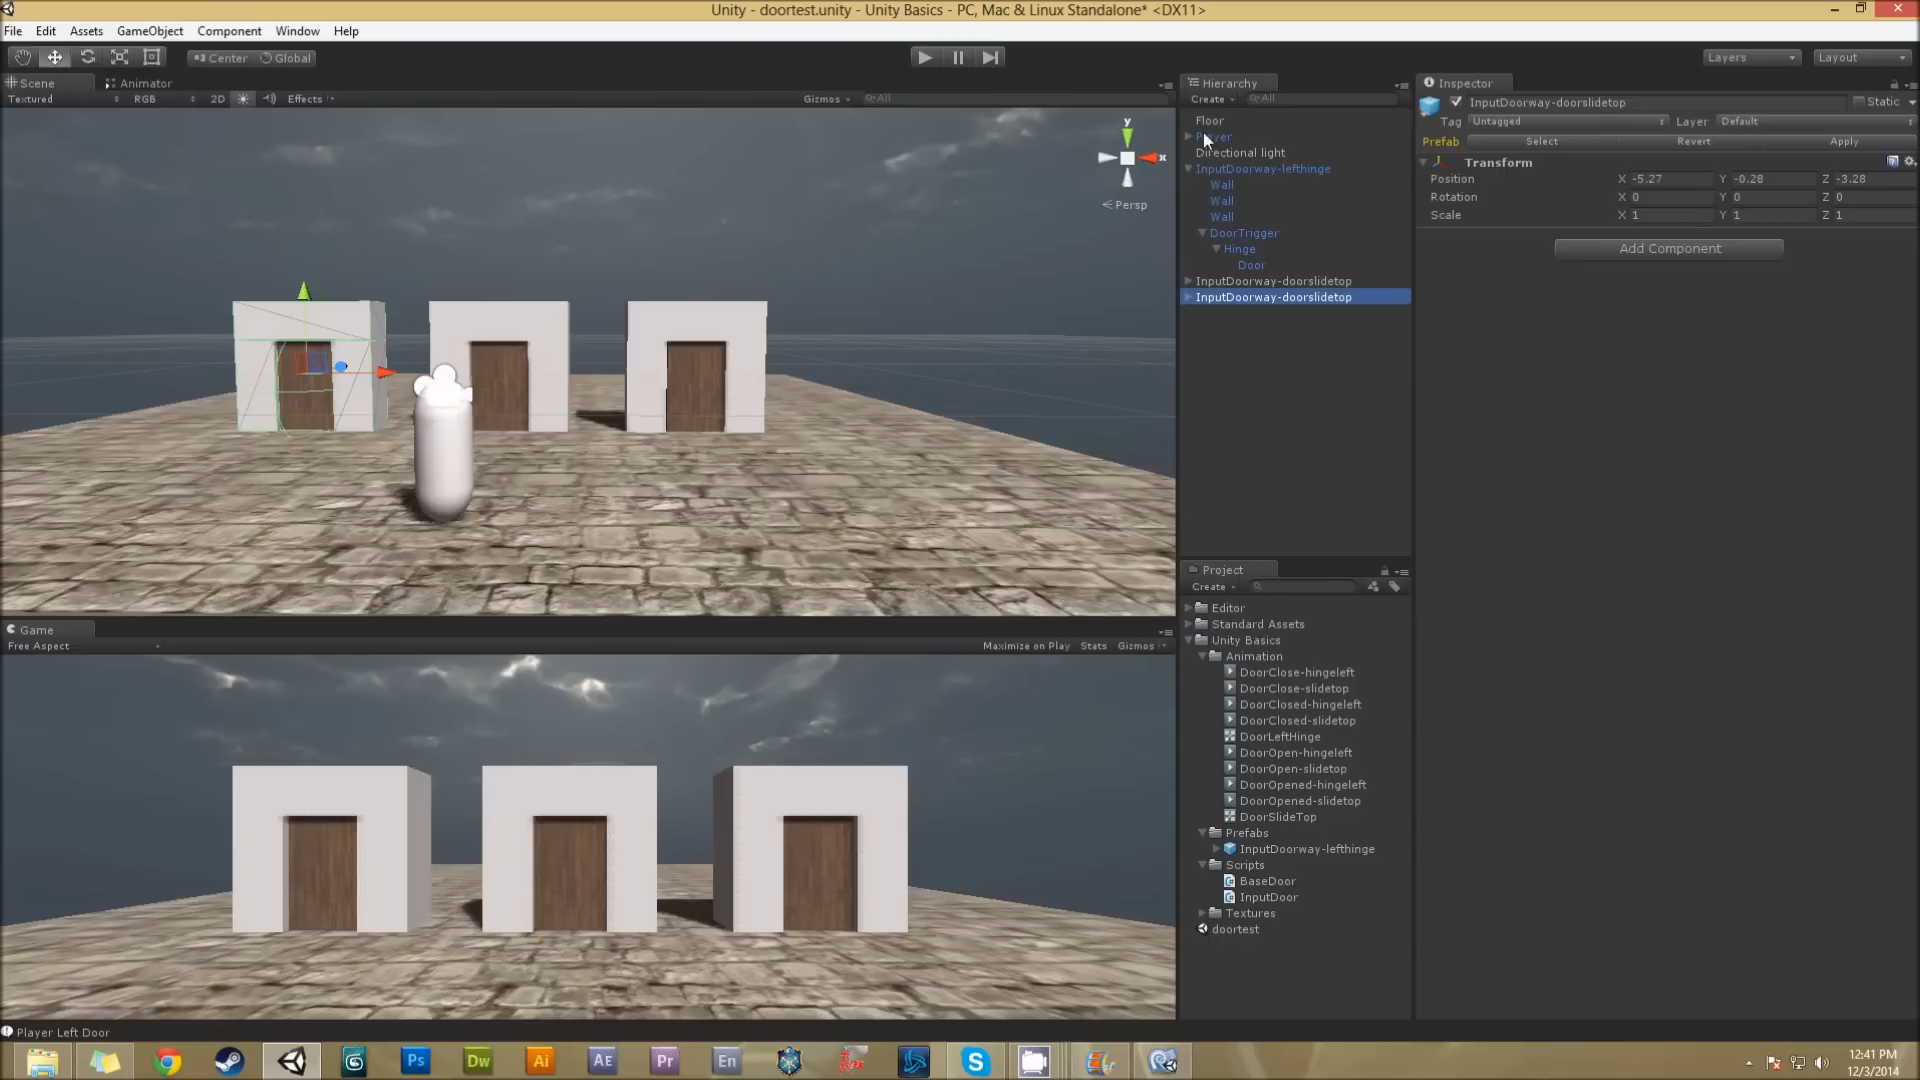 Unity - doortest.unity - Unity Basics - PC, Mac & Linux Standalone* <DX11>
File Edit Assets GameObject Component Window Help
Center Global
Layers Layout
Scene Animator
Textured RGB 2D Effects Gizmos All
y
x
Persp
Hierarchy
Create All
Floor
Player
Directional light
InputDoorway-lefthinge
Wall
Wall
Wall
DoorTrigger
Hinge
Door
InputDoorway-doorslidetop
InputDoorway-doorslidetop
Inspector
InputDoorway-doorslidetop Static
Tag Untagged Layer Default
Prefab Select Revert Apply
Transform
Position X -5.27 Y -0.28 Z -3.28
Rotation X 0 Y 0 Z 0
Scale X 1 Y 1 Z 1
Add Component
Project
Create
Editor
Standard Assets
Unity Basics
Animation
DoorClose-hingeleft
DoorClose-slidetop
DoorClosed-hingeleft
DoorClosed-slidetop
DoorLeftHinge
DoorOpen-hingeleft
DoorOpen-slidetop
DoorOpened-hingeleft
DoorOpened-slidetop
DoorSlideTop
Prefabs
InputDoorway-lefthinge
Scripts
BaseDoor
InputDoor
Textures
doortest
Game
Free Aspect Maximize on Play Stats Gizmos
Player Left Door
Ps Dw Ai AE Pr En
12:41 PM
12/3/2014